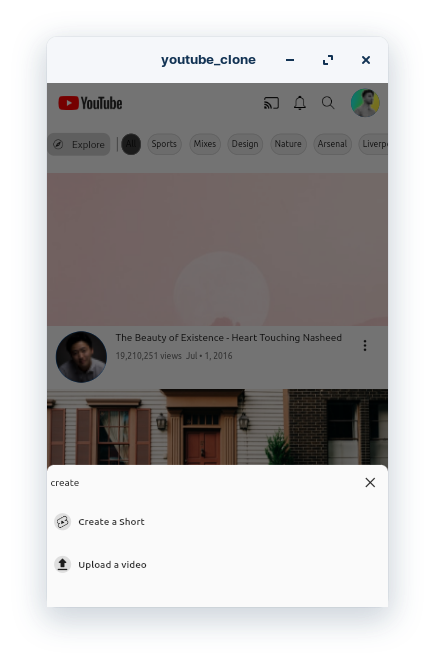 youtube_clone
YouTube
Explore All Sports Mixes Design Nature Arsenal Liverp
The Beauty of Existence - Heart Touching Nasheed
19,210,251 views Jul • 1, 2016
create
Create a Short
Upload a video